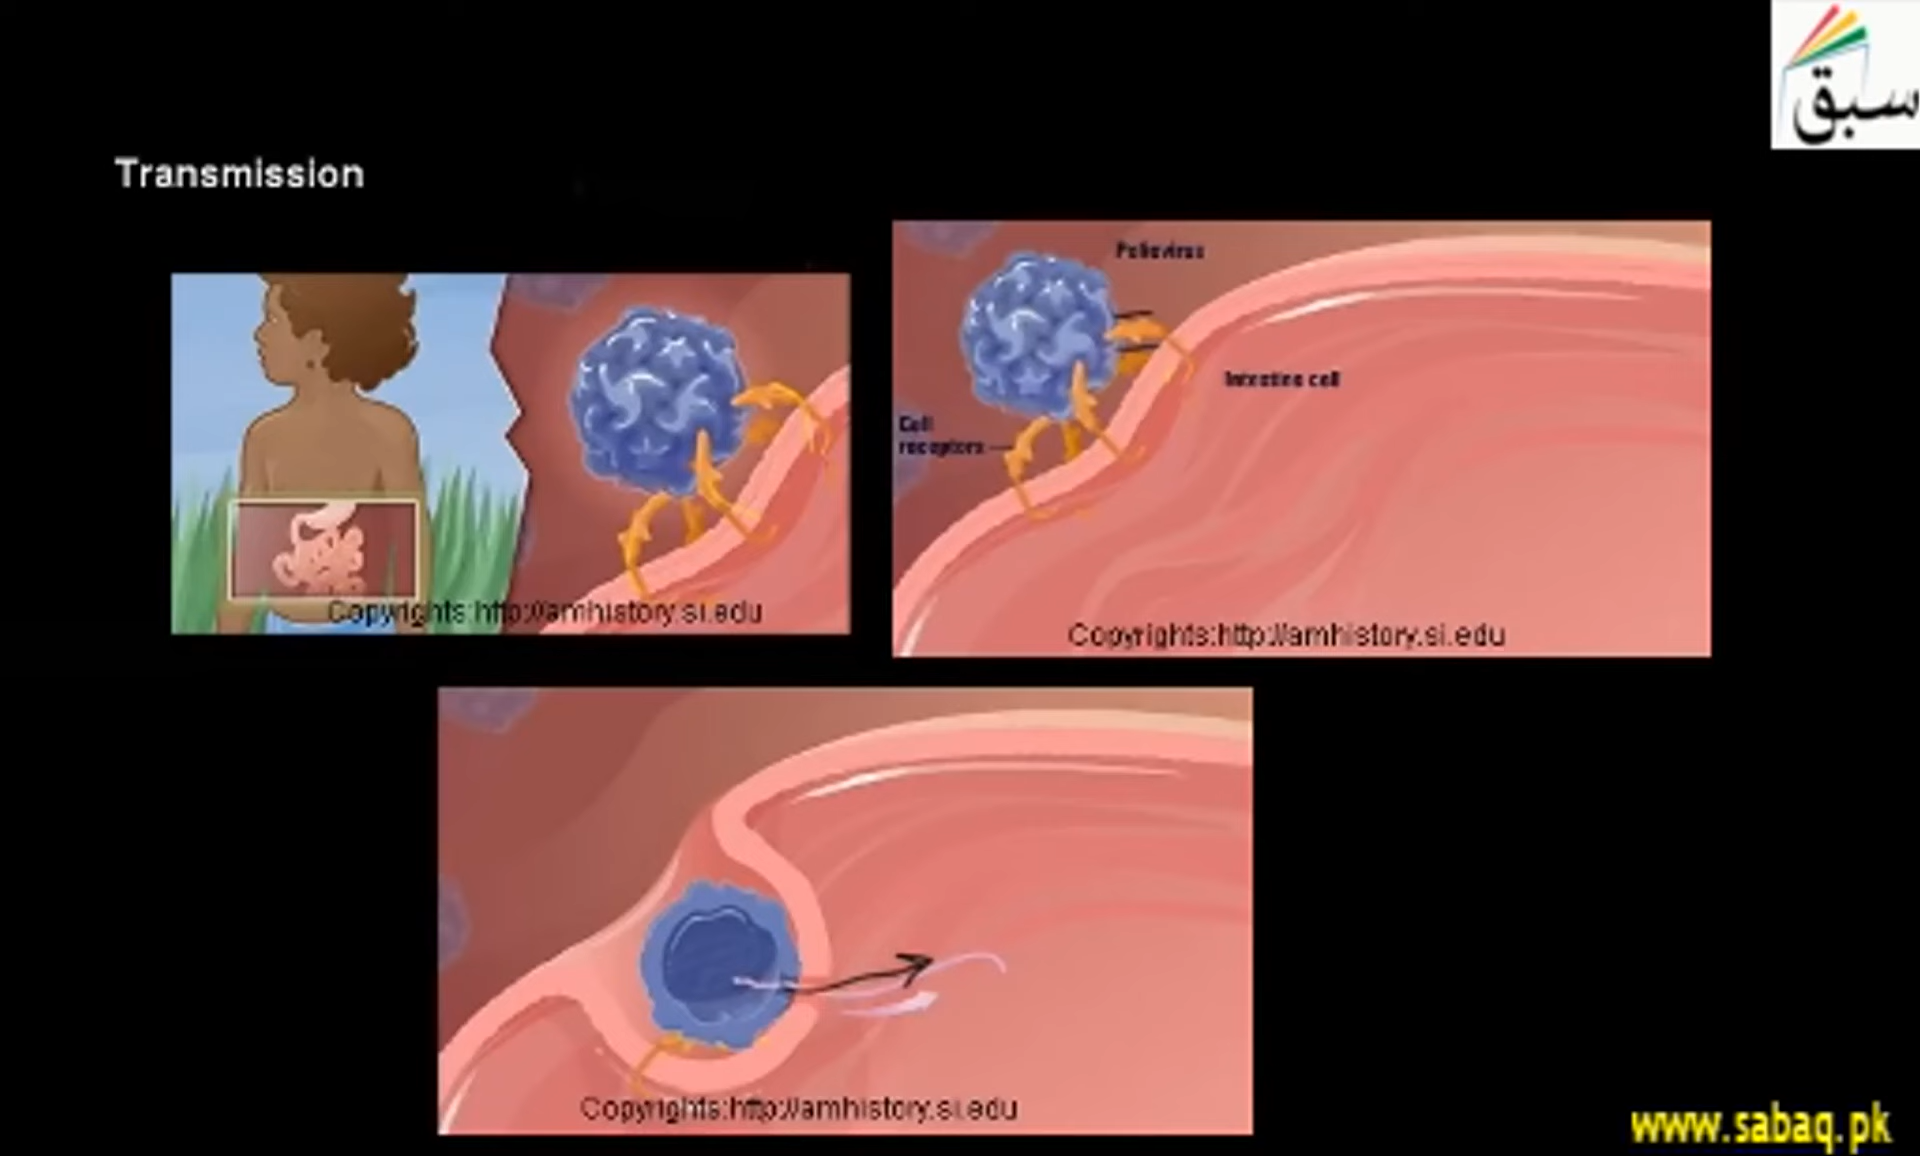 سبق
Transmission
Poliovirus
Intestine cell
Cell
receptors
Copyrights:http://amhistory.si.edu
Copyrights:http://amhistory.si.edu
Copyrights:http://amhistory.si.edu
www.sabaq.pk